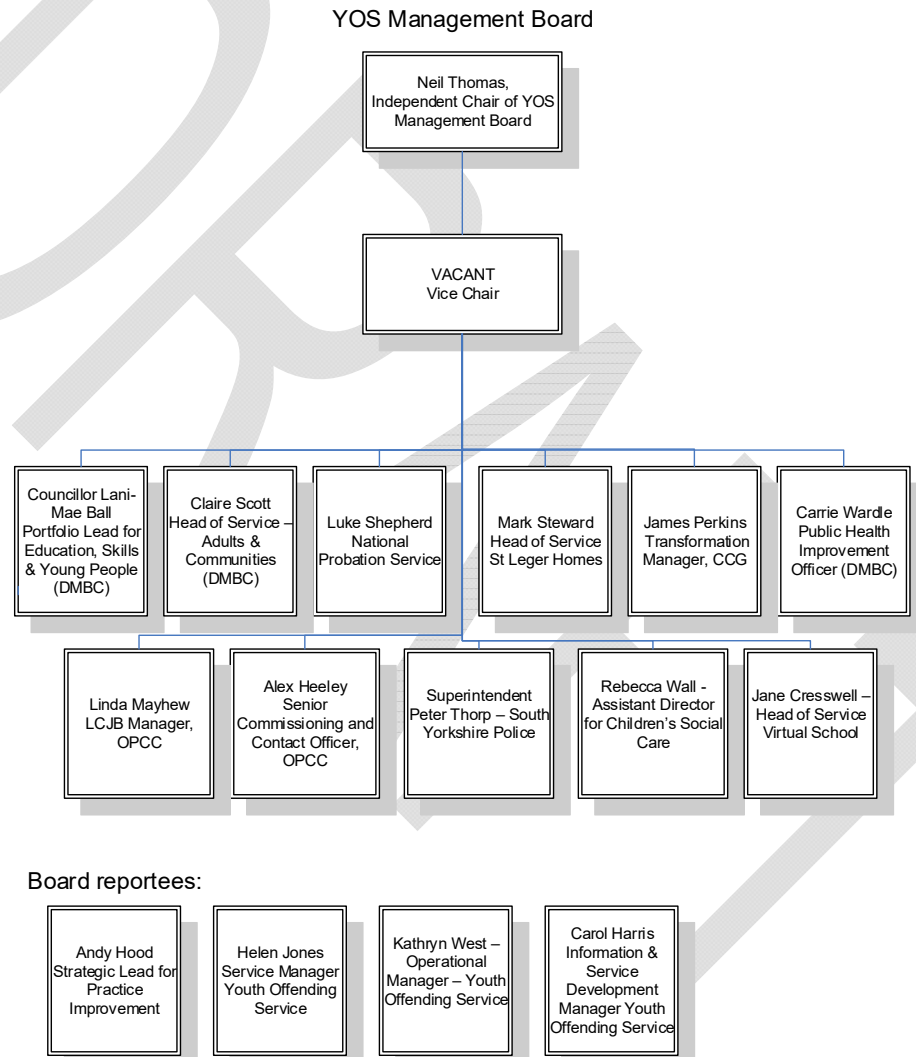 YOS Management Board
Neil Thomas,
Independent Chair of YOS
Management Board
VACANT
Vice Chair
Councillor Lani-
Mae Ball
Portfolio Lead for
Education, Skills
& Young People
(DMBC)
Claire Scott
Head of Service –
Adults &
Communities
(DMBC)
Luke Shepherd
National
Probation Service
Mark Steward
Head of Service
St Leger Homes
James Perkins
Transformation
Manager, CCG
Carrie Wardle
Public Health
Improvement
Officer (DMBC)
Linda Mayhew
LCJB Manager,
OPCC
Alex Heeley
Senior
Commissioning and
Contact Officer,
OPCC
Superintendent
Peter Thorp – South
Yorkshire Police
Rebecca Wall -
Assistant Director
for Children's Social
Care
Jane Cresswell –
Head of Service
Virtual School
Board reportees:
Andy Hood
Strategic Lead for
Practice
Improvement
Helen Jones
Service Manager
Youth Offending
Service
Kathryn West –
Operational
Manager – Youth
Offending Service
Carol Harris
Information &
Service
Development
Manager Youth
Offending Service